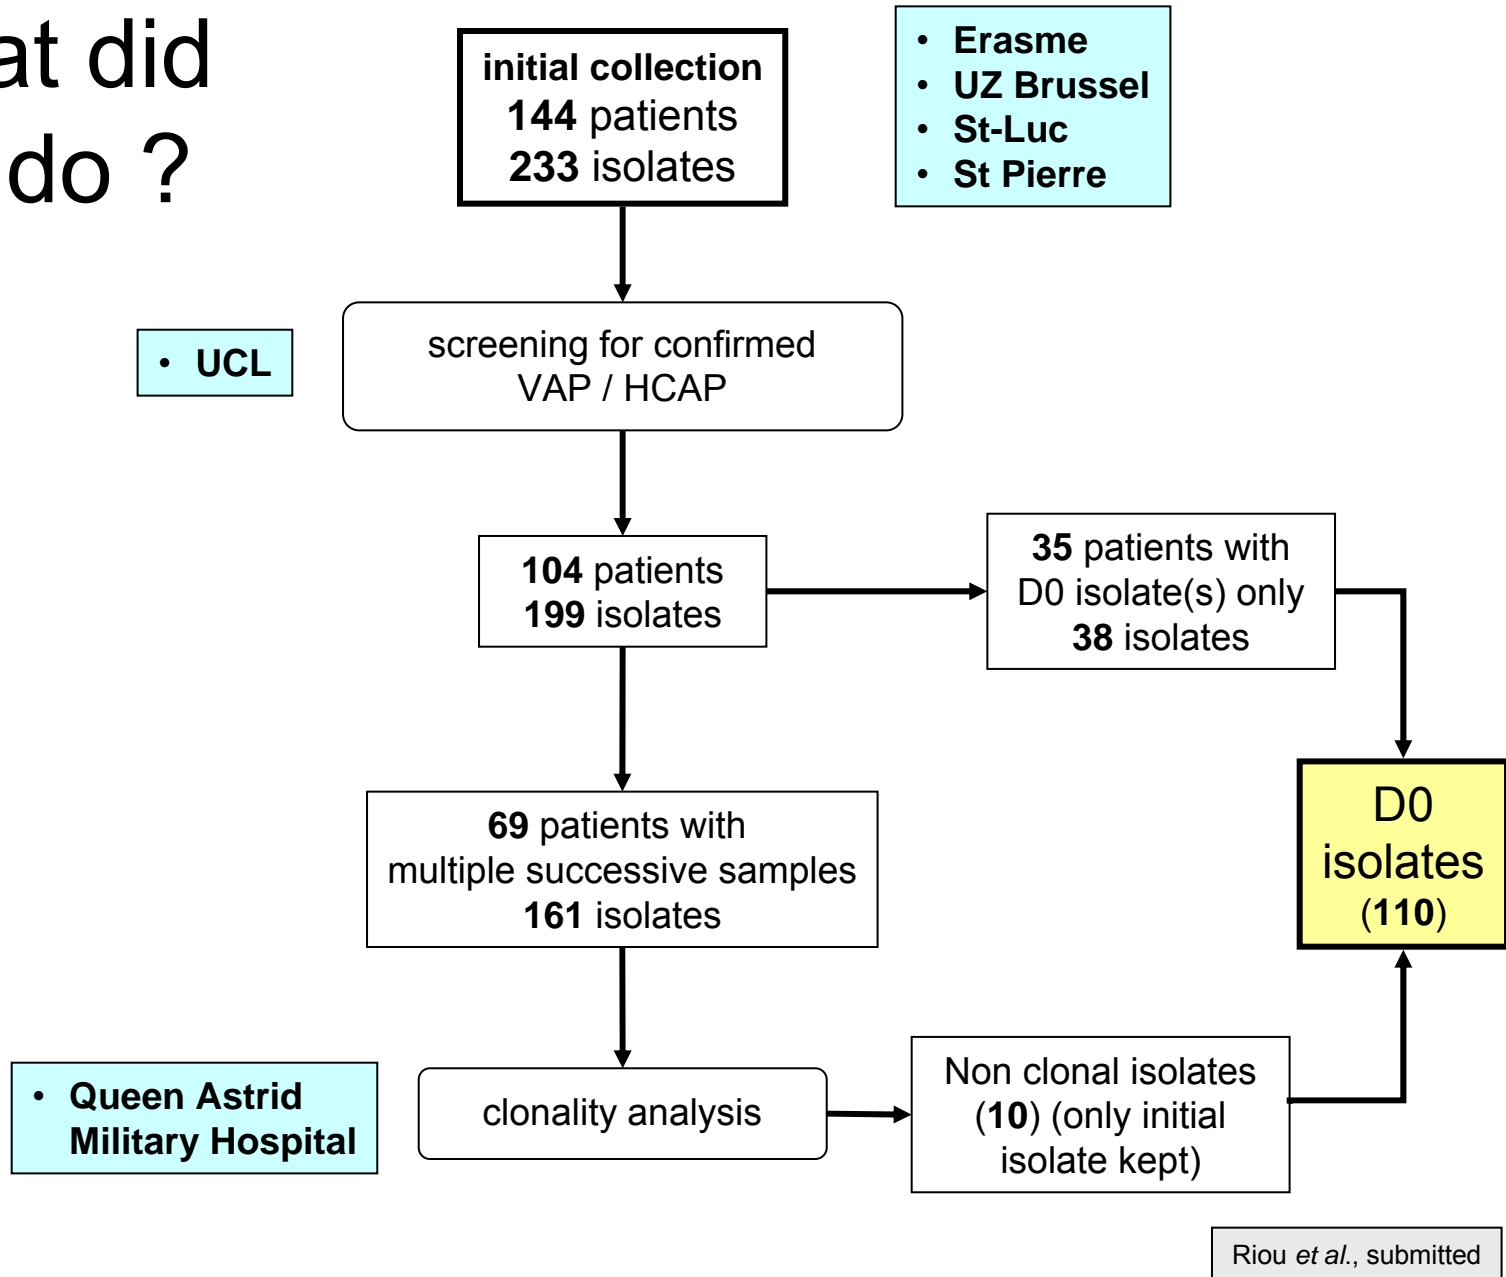 at did
do ?
initial collection
144 patients
233 isolates
• Erasme
• UZ Brussel
• St-Luc
• St Pierre
• UCL
screening for confirmed
VAP / HCAP
104 patients
199 isolates
35 patients with
D0 isolate(s) only
38 isolates
69 patients with
multiple successive samples
161 isolates
D0
isolates
(110)
• Queen Astrid
Military Hospital
clonality analysis
Non clonal isolates
(10) (only initial
isolate kept)
Riou et al., submitted